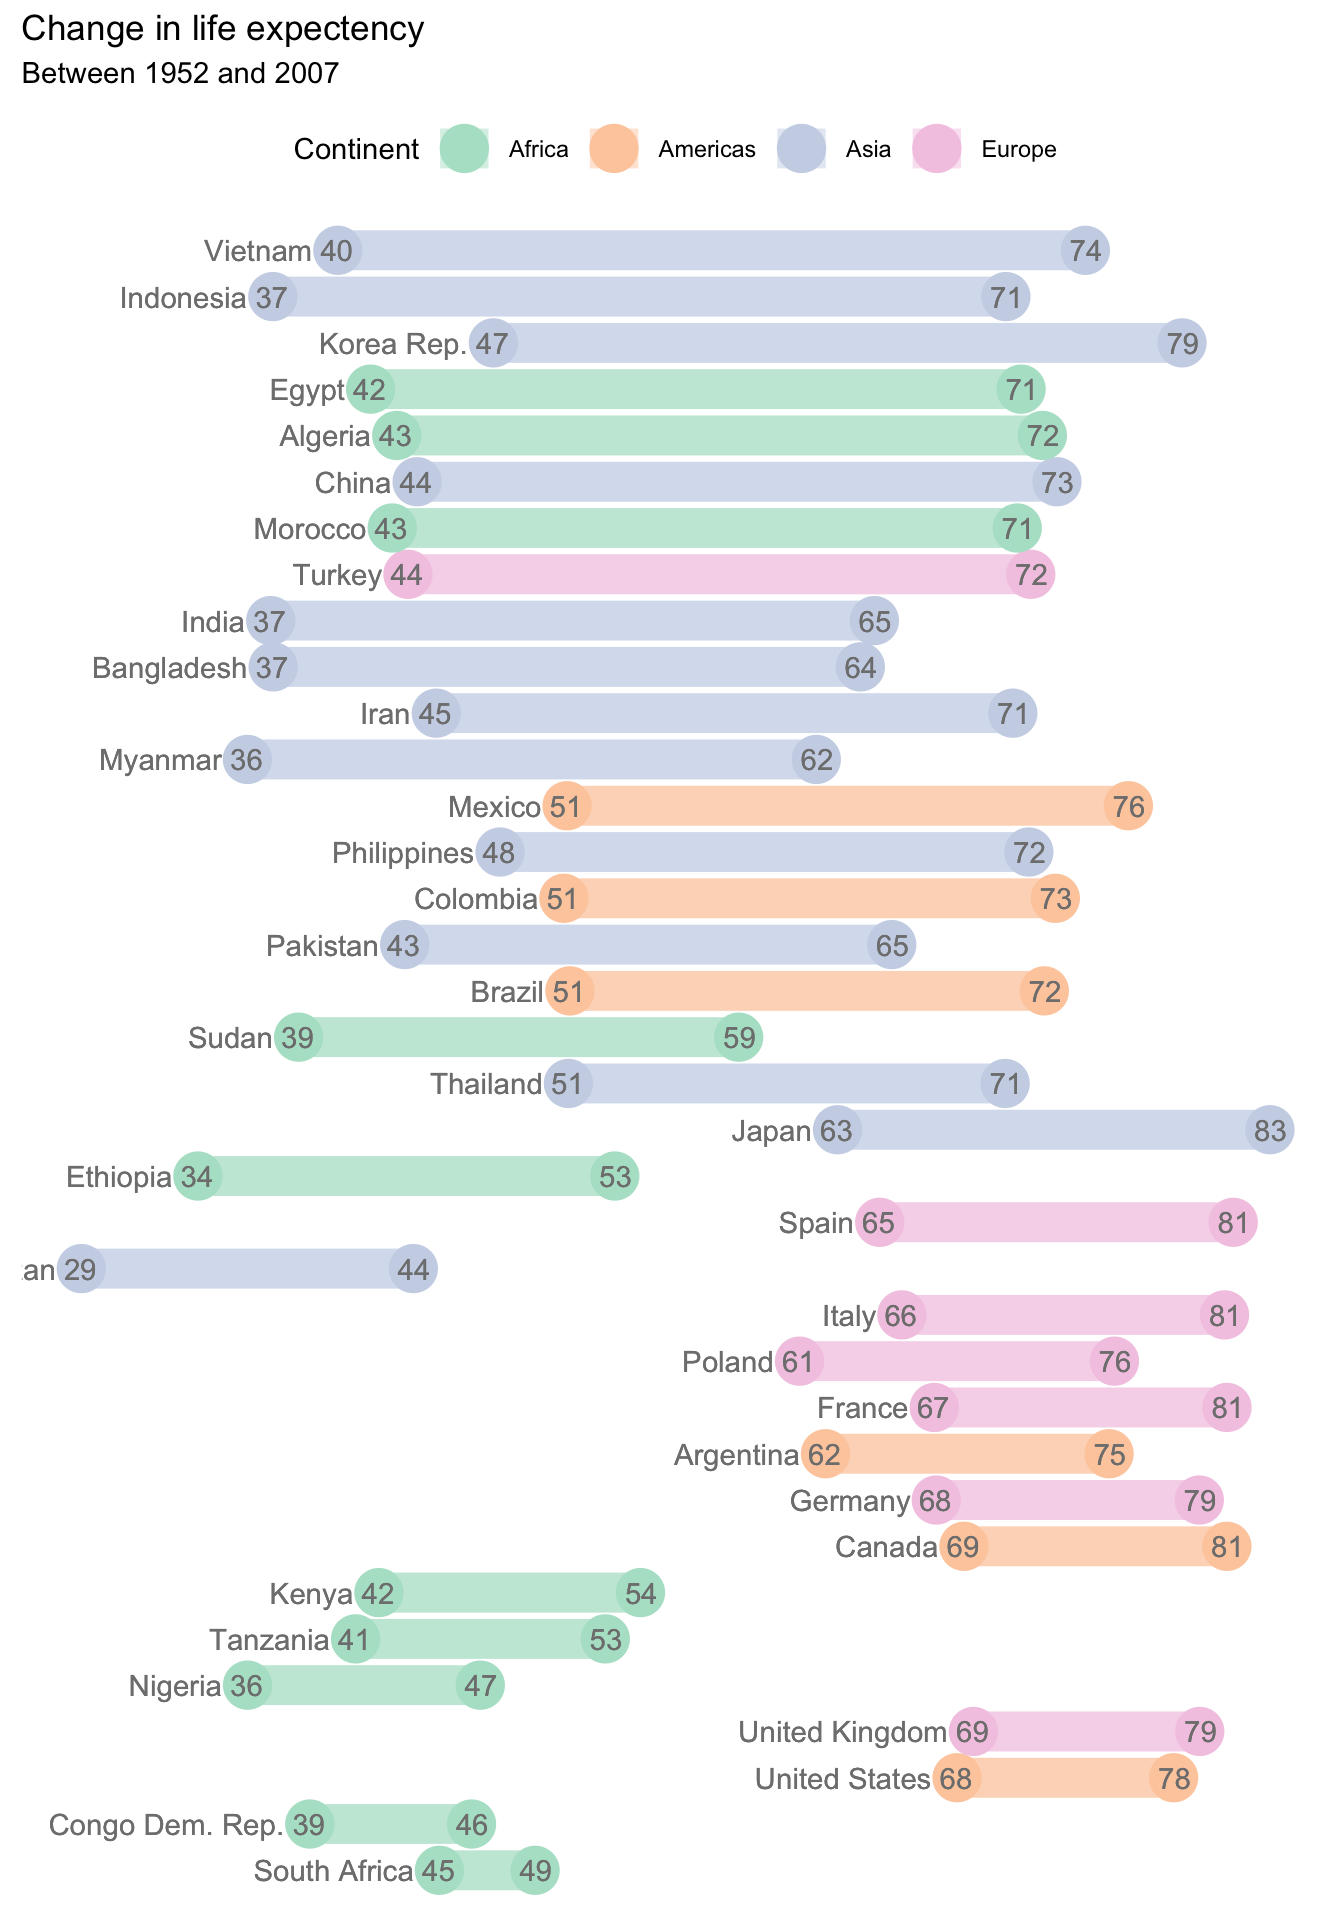 Change in life expectency
Between 1952 and 2007
Continent Africa Americas Asia Europe
Vietnam 40 74
Indonesia 37 71
Korea Rep. 47 79
Egypt 42 71
Algeria 43 72
China 44 73
Morocco 43 71
Turkey 44 72
India 37 65
Bangladesh 37 64
Iran 45 71
Myanmar 36 62
Mexico 51 76
Philippines 48 72
Colombia 51 73
Pakistan 43 65
Brazil 51 72
Sudan 39 59
Thailand 51 71
Japan 63 83
Ethiopia 34 53
Spain 65 81
an 29 44
Italy 66 81
Poland 61 76
France 67 81
Argentina 62 75
Germany 68 79
Canada 69 81
Kenya 42 54
Tanzania 41 53
Nigeria 36 47
United Kingdom 69 79
United States 68 78
Congo Dem. Rep. 39 46
South Africa 45 49